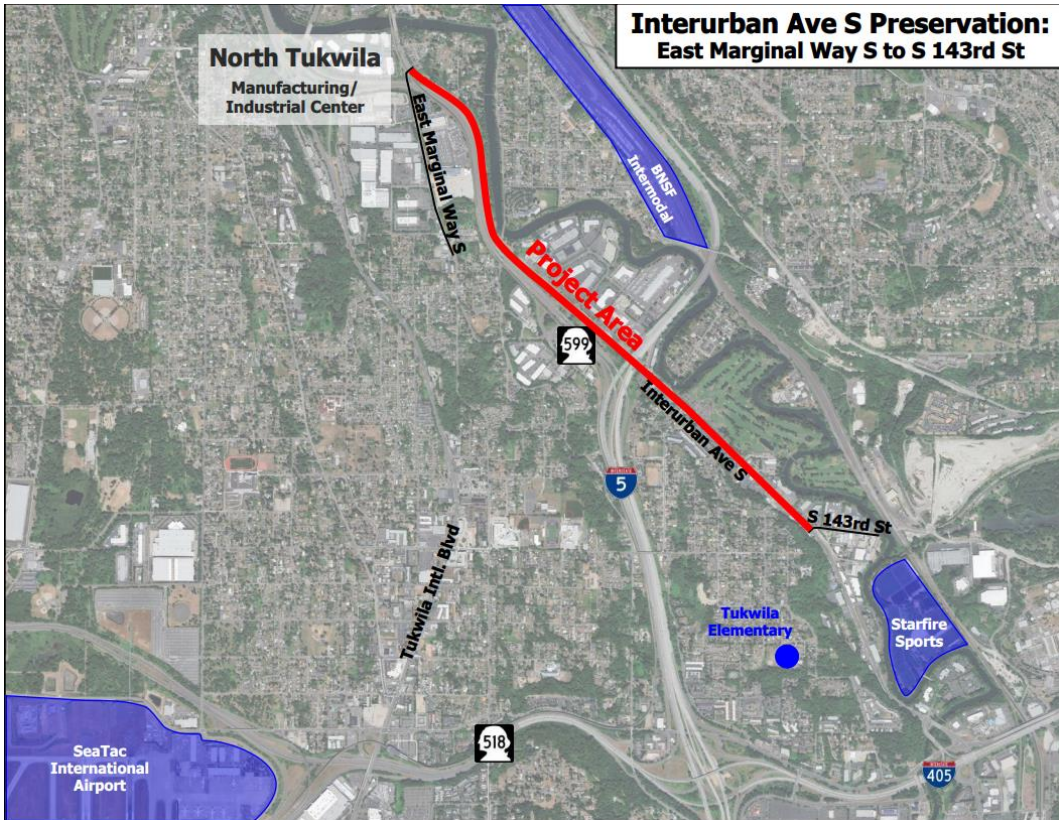 Interurban Ave S Preservation:
East Marginal Way S to S 143rd St
North Tukwila
Manufacturing/
Industrial Center
East Marginal Way S
BNSF
Intermodal
Project Area
599
Interurban Ave S
5
S 143rd St
Tukwila Intl. Blvd
Tukwila
Elementary
Starfire
Sports
518
SeaTac
International
Airport
405